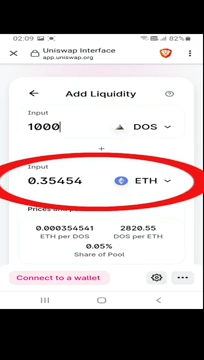 02:09
82%
Uniswap Interface
app.uniswap.org
Add Liquidity
Input
1000 DOS
+
Input
0.35454 ETH
0.000354541 2820.55
ETH per DOS DOS per ETH
0.05%
Share of Pool
Connect to a wallet